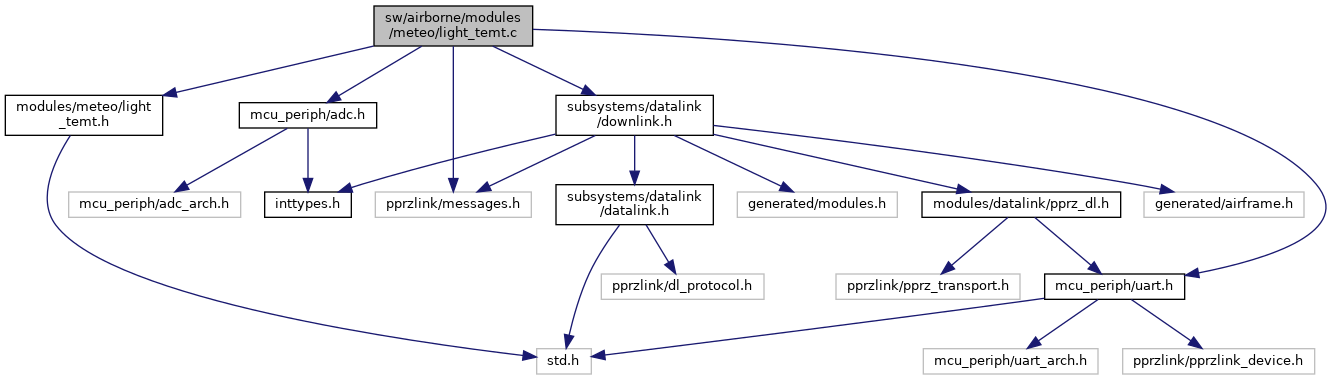 sw/airborne/modules
/meteo/light_temt.c
modules/meteo/light
_temt.h
mcu_periph/adc.h
subsystems/datalink
/downlink.h
mcu_periph/adc_arch.h
inttypes.h
pprzlink/messages.h
subsystems/datalink
/datalink.h
generated/modules.h
modules/datalink/pprz_dl.h
generated/airframe.h
pprzlink/dl_protocol.h
pprzlink/pprz_transport.h
mcu_periph/uart.h
std.h
mcu_periph/uart_arch.h
pprzlink/pprzlink_device.h